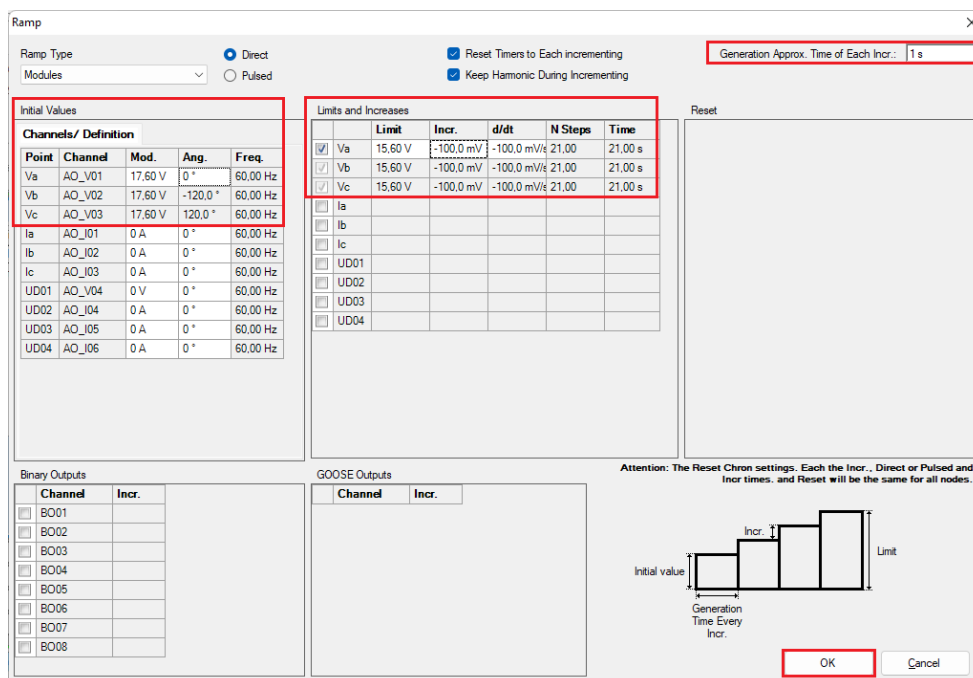 Ramp
Ramp Type
Modules
Direct
Pulsed
Reset Timers to Each incrementing
Keep Harmonic During Incrementing
Generation Approx. Time of Each Incr.: 1 s
Initial Values
Channels/ Definition
Point Channel Mod. Ang. Freq.
Va AO_V01 17,60 V 0 ° 60,00 Hz
Vb AO_V02 17,60 V -120,0 ° 60,00 Hz
Vc AO_V03 17,60 V 120,0 ° 60,00 Hz
Ia AO_I01 0 A 0 ° 60,00 Hz
Ib AO_I02 0 A 0 ° 60,00 Hz
Ic AO_I03 0 A 0 ° 60,00 Hz
UD01 AO_V04 0 V 0 ° 60,00 Hz
UD02 AO_I04 0 A 0 ° 60,00 Hz
UD03 AO_I05 0 A 0 ° 60,00 Hz
UD04 AO_I06 0 A 0 ° 60,00 Hz
Limits and Increases
Limit Incr. d/dt N Steps Time
Va 15,60 V -100,0 mV -100,0 mV/s 21,00 21,00 s
Vb 15,60 V -100,0 mV -100,0 mV/s 21,00 21,00 s
Vc 15,60 V -100,0 mV -100,0 mV/s 21,00 21,00 s
Ia
Ib
Ic
UD01
UD02
UD03
UD04
Reset
Binary Outputs
Channel Incr.
BO01
BO02
BO03
BO04
BO05
BO06
BO07
BO08
GOOSE Outputs
Channel Incr.
Attention: The Reset Chron settings. Each the Incr., Direct or Pulsed and
Incr times. and Reset will be the same for all nodes.
Incr.
Limit
Initial value
Generation
Time Every
Incr.
OK
Cancel